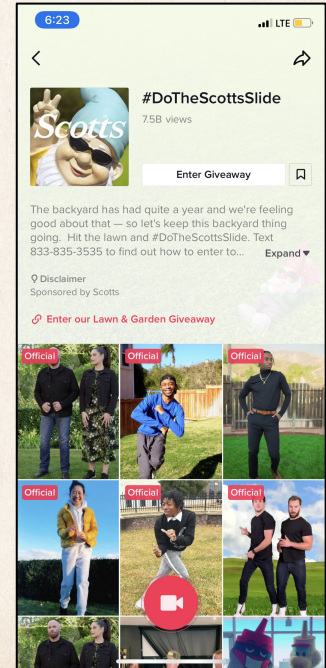 6:23
LTE
Scotts
#DoTheScottsSlide
7.5B views
Enter Giveaway
The backyard has had quite a year and we're feeling
good about that — so let's keep this backyard thing
going. Hit the lawn and #DoTheScottsSlide. Text
833-835-3535 to find out how to enter to...
Expand
Disclaimer
Sponsored by Scotts
Enter our Lawn & Garden Giveaway
Official
Official
Official
Official
Official
Official